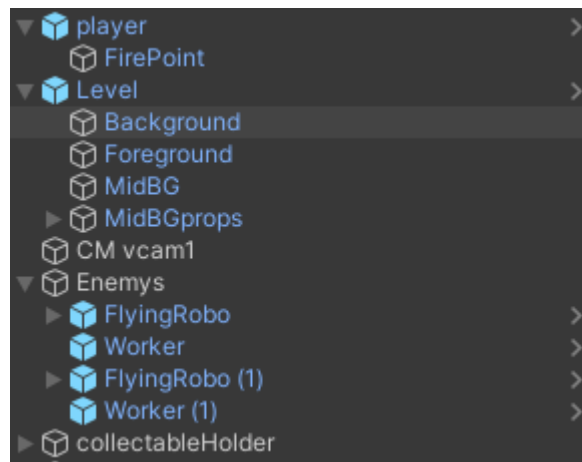 player
FirePoint
Level
Background
Foreground
MidBG
MidBGprops
CM vcam1
Enemys
FlyingRobo
Worker
FlyingRobo (1)
Worker (1)
collectableHolder